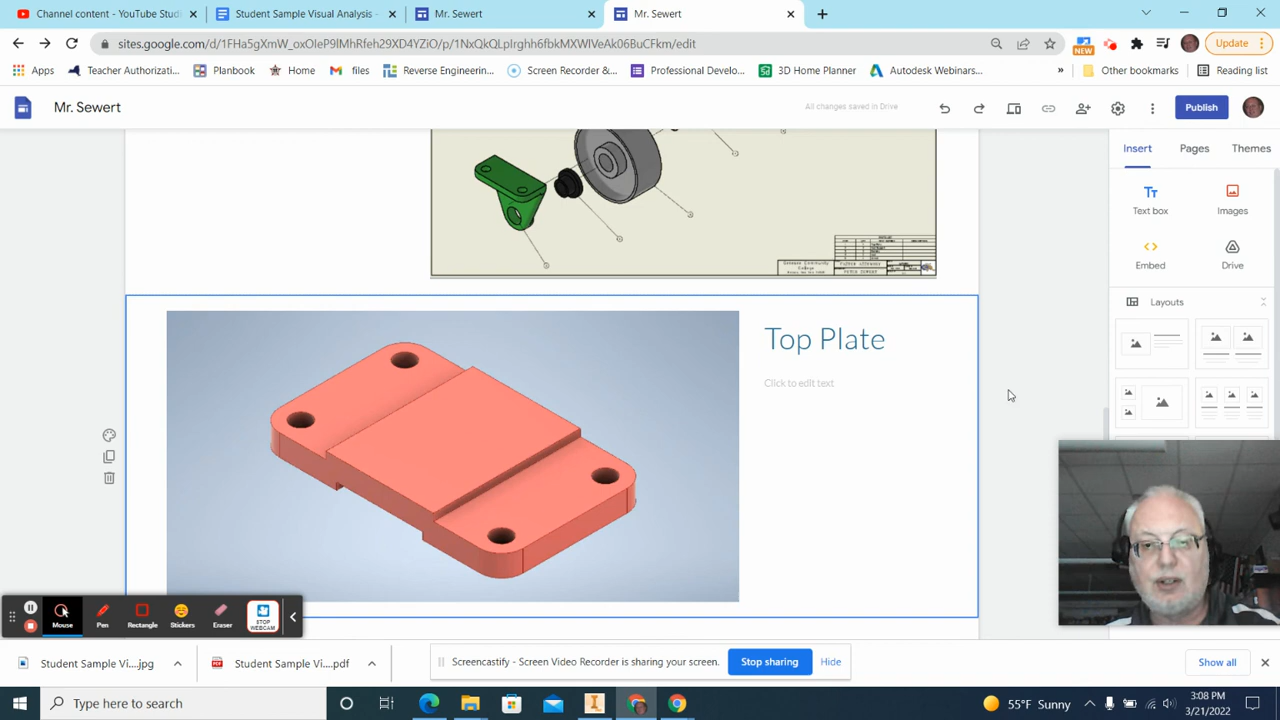 Channel content - YouTube Studi
Student Sample Visual Analysis -
Mr. Sewert
Mr. Sewert
sites.google.com/d/1FHa5gXmW_oxOIeP9lMhRfehz9XD3YZiO/p/1NxOl2QLpIrghh6fbkMXWIVeAk06BuCFkm/edit
NEW
Update
Apps
Teacher Authorizati...
Planbook
Home
files
Reverse Engineerin...
Screen Recorder &...
Professional Develo...
3D Home Planner
Autodesk Webinars...
»
Other bookmarks
Reading list
Mr. Sewert
All changes saved in Drive
Publish
Insert
Pages
Themes
Tt
Text box
Images
Embed
Drive
Layouts
Top Plate
Click to edit text
Mouse
Pen
Rectangle
Stickers
Eraser
STOP
WEBCAM
Student Sample Vi....jpg
Student Sample Vi....pdf
Screencastify - Screen Video Recorder is sharing your screen.
Stop sharing
Hide
Show all
Type here to search
55°F Sunny
3:08 PM
3/21/2022